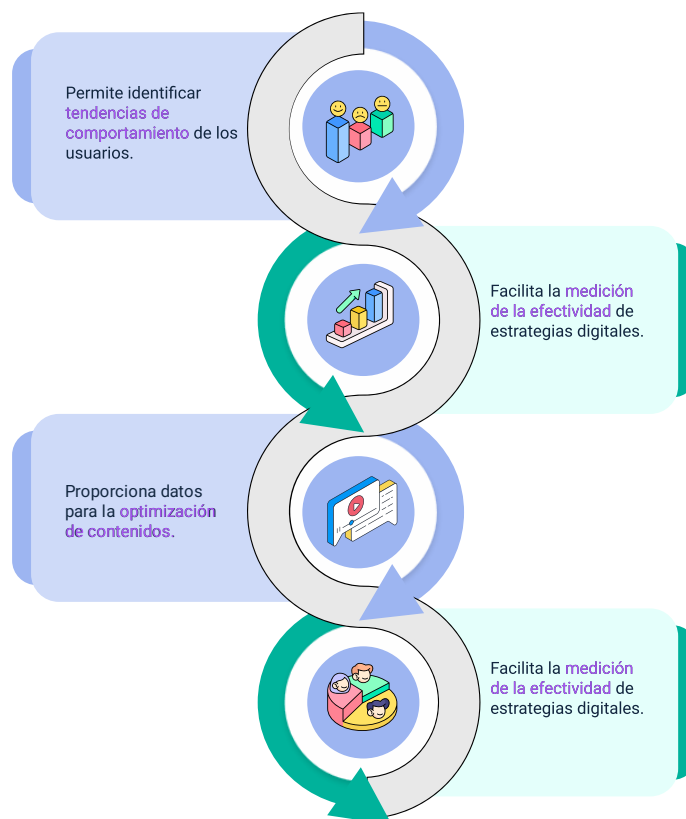 Permite identificar
tendencias de
comportamiento de los
usuarios.
Facilita la medición
de la efectividad de
estrategias digitales.
Proporciona datos
para la optimización
de contenidos.
Facilita la medición
de la efectividad de
estrategias digitales.